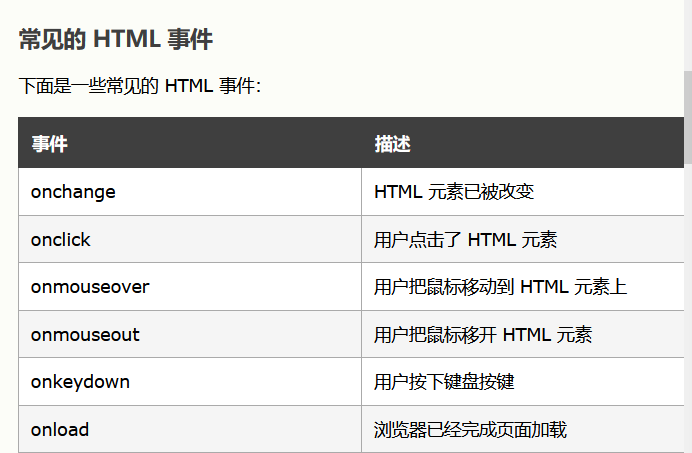 常见的 HTML 事件
下面是一些常见的 HTML 事件：
事件 描述
onchange HTML 元素已被改变
onclick 用户点击了 HTML 元素
onmouseover 用户把鼠标移动到 HTML 元素上
onmouseout 用户把鼠标移开 HTML 元素
onkeydown 用户按下键盘按键
onload 浏览器已经完成页面加载